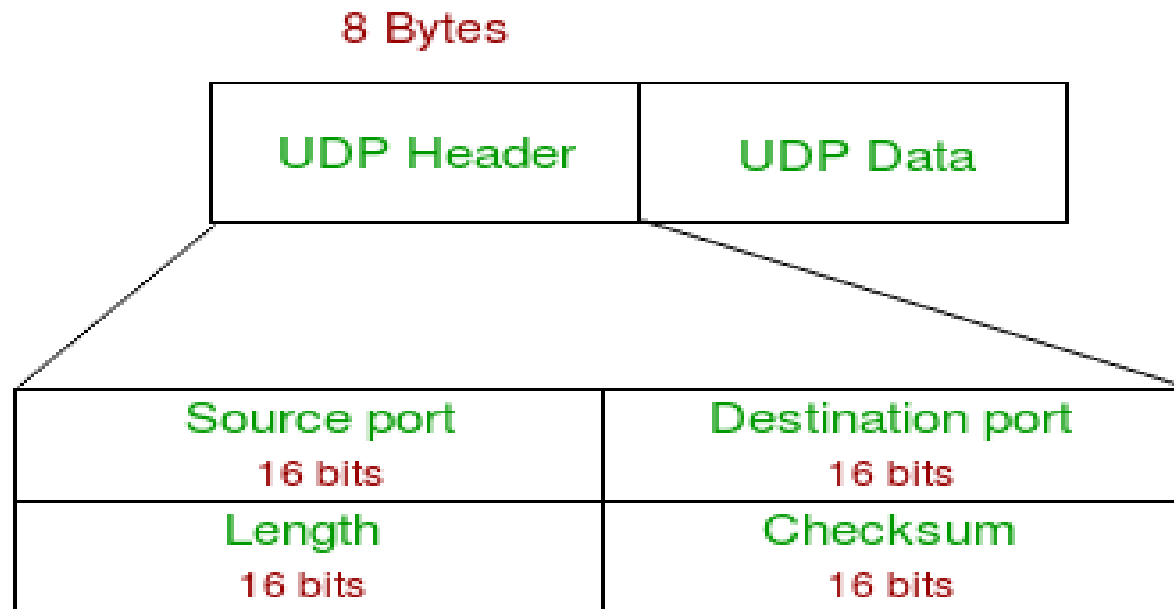 8 Bytes
UDP Header
UDP Data
Source port
16 bits
Destination port
16 bits
Length
16 bits
Checksum
16 bits